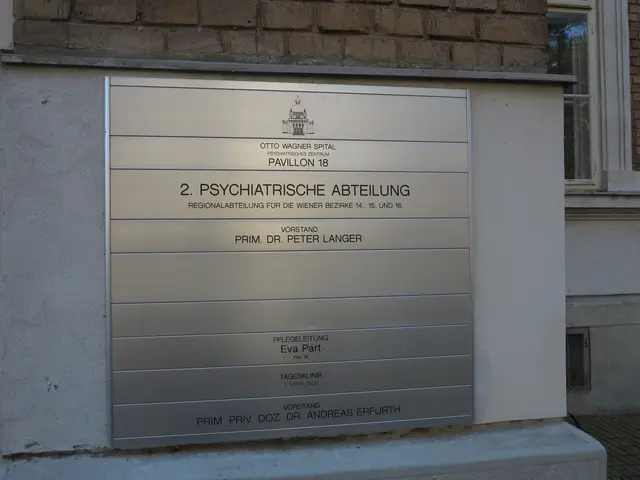 OTTO WAGNER SPITAL
PSYCHIATRISCHES ZENTRUM
PAVILLON 18
2. PSYCHIATRISCHE ABTEILUNG
REGIONALABTEILUNG FÜR DIE WIENER BEZIRKE 14. 15. UND 16.
VORSTAND
PRIM. DR. PETER LANGER
PFLEGELEITUNG
Eva Part
TAGESKLINIK
VORSTAND
PRIM PRIV DOZ DR. ANDREAS ERFURTH